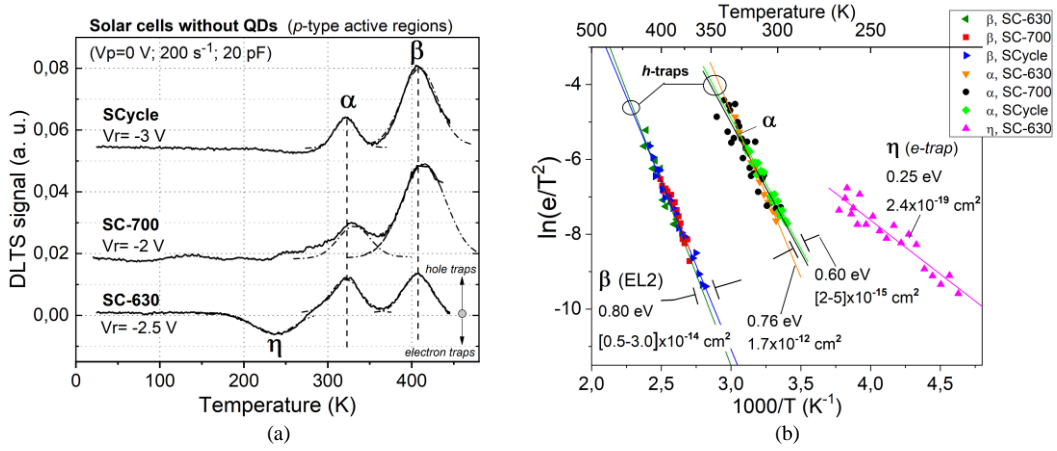 Solar cells without QDs (p-type active regions)
(Vp=0 V; 200 s⁻¹; 20 pF)
β
α
SCycle
Vr= -3 V
SC-700
Vr= -2 V
SC-630
Vr= -2.5 V
η
hole traps
electron traps
0,08
0,06
0,04
0,02
0,00
DLTS signal (a. u.)
0 100 200 300 400
Temperature (K)
(a)
Temperature (K)
500 450 400 350 300 250
β, SC-630
β, SC-700
β, SCycle
α, SC-630
α, SC-700
α, SCycle
η, SC-630
h-traps
α
η (e-trap)
0.25 eV
2.4x10⁻¹⁹ cm²
β (EL2)
0.80 eV
[0.5-3.0]x10⁻¹⁴ cm²
0.76 eV
1.7x10⁻¹² cm²
0.60 eV
[2-5]x10⁻¹⁵ cm²
-4
-6
-8
-10
ln(e/T²)
2,0 2,5 3,0 3,5 4,0 4,5
1000/T (K⁻¹)
(b)